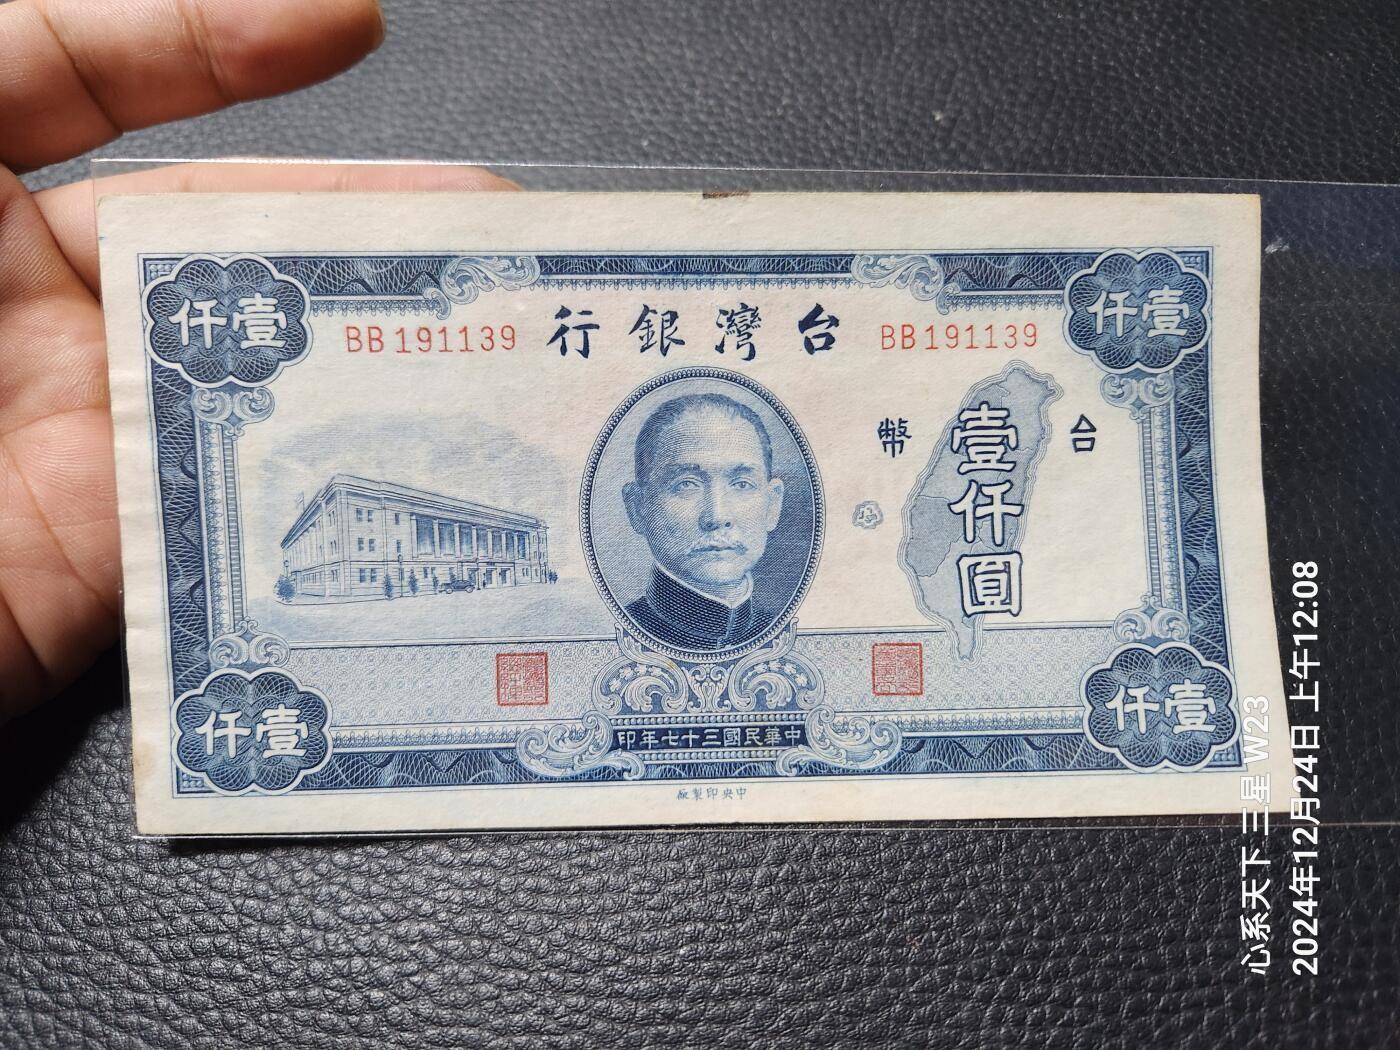 行銀灣台
BB191139
BB191139
仟壹
仟壹
幣 台
壹仟圓
中華民國三十七年印
仟壹
仟壹
中央印製廠
心系天下三星 W23
2024年12月24日 上午12:08